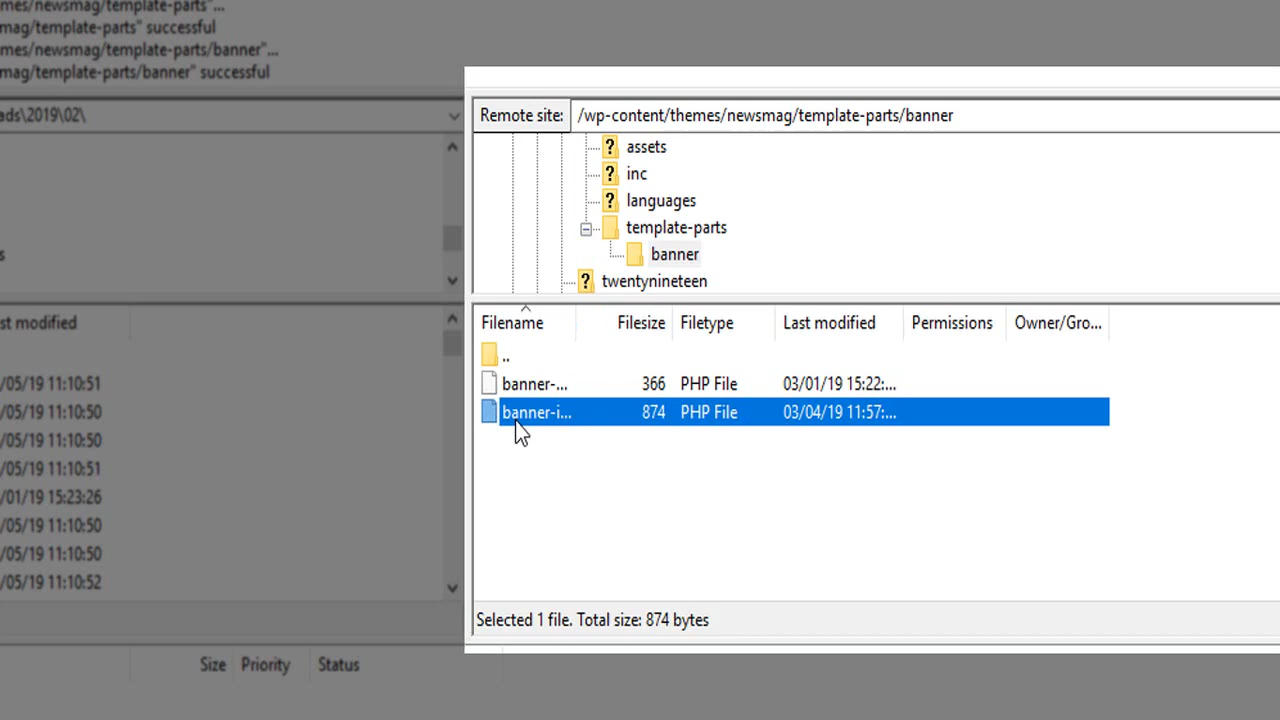 mes/newsmag/template-parts"...
mag/template-parts" successful
mes/newsmag/template-parts/banner"...
mag/template-parts/banner" successful
ads\2019\02\
s
st modified
/05/19 11:10:51
/05/19 11:10:50
/05/19 11:10:50
/05/19 11:10:51
/01/19 15:23:26
/05/19 11:10:50
/05/19 11:10:50
/05/19 11:10:52
Size Priority Status
Remote site: /wp-content/themes/newsmag/template-parts/banner
? assets
? inc
? languages
template-parts
banner
? twentynineteen
Filename Filesize Filetype Last modified Permissions Owner/Gro...
..
banner-... 366 PHP File 03/01/19 15:22:...
banner-i... 874 PHP File 03/04/19 11:57:...
Selected 1 file. Total size: 874 bytes